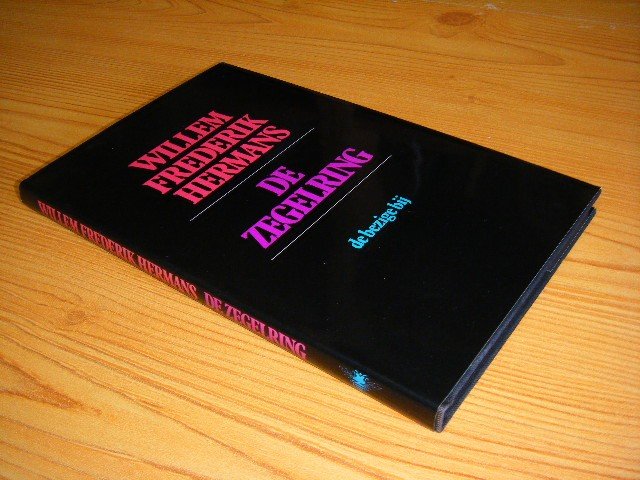 WILLEM
FREDERIK
HERMANS
DE
ZEGELRING
de bezige bij
WILLEM FREDERIK HERMANS DE ZEGELRING